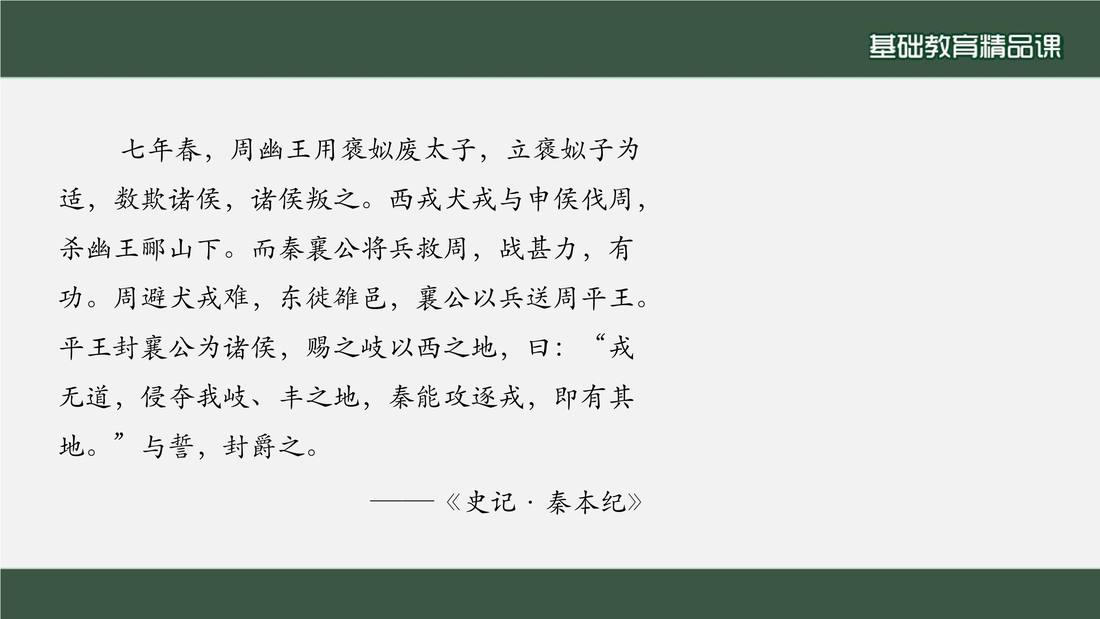 基础教育精品课
七年春，周幽王用褒姒废太子，立褒姒子为
适，数欺诸侯，诸侯叛之。西戎犬戎与申侯伐周，
杀幽王郦山下。而秦襄公将兵救周，战甚力，有
功。周避犬戎难，东徙雒邑，襄公以兵送周平王。
平王封襄公为诸侯，赐之岐以西之地，曰：“戎
无道，侵夺我岐、丰之地，秦能攻逐戎，即有其
地。”与誓，封爵之。
——《史记·秦本纪》